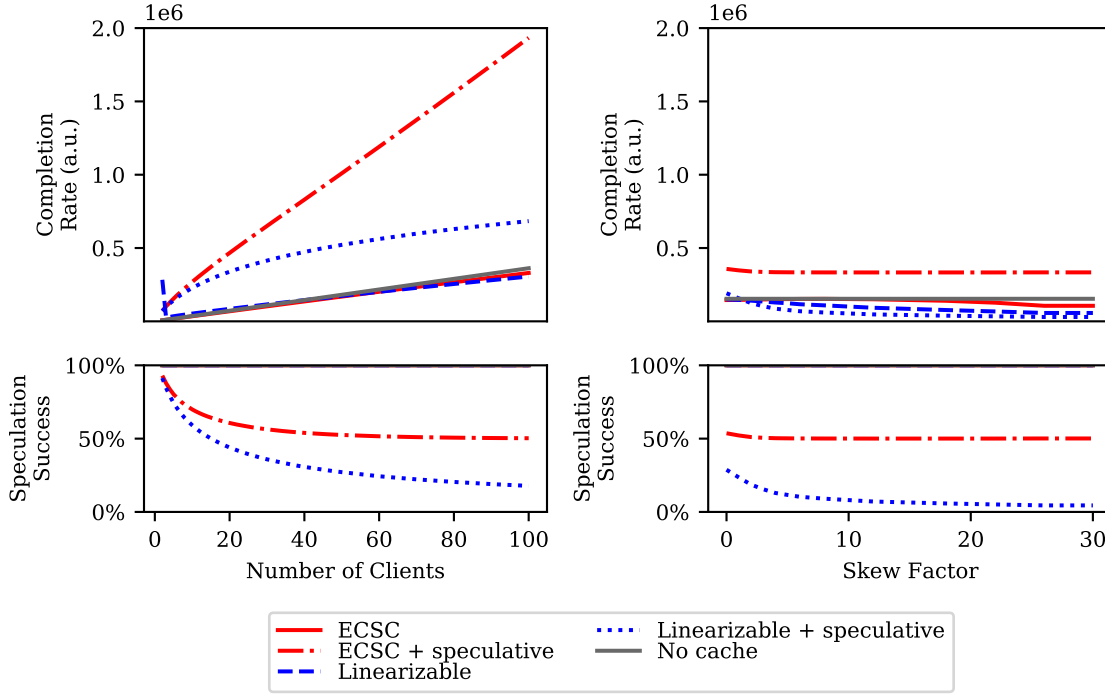 1e6
2.0
1.5
1.0
0.5
Completion
Rate (a.u.)
1e6
2.0
1.5
1.0
0.5
Completion
Rate (a.u.)
100%
50%
0%
Speculation
Success
0 20 40 60 80 100
Number of Clients
100%
50%
0%
Speculation
Success
0 10 20 30
Skew Factor
ECSC
ECSC + speculative
Linearizable
Linearizable + speculative
No cache